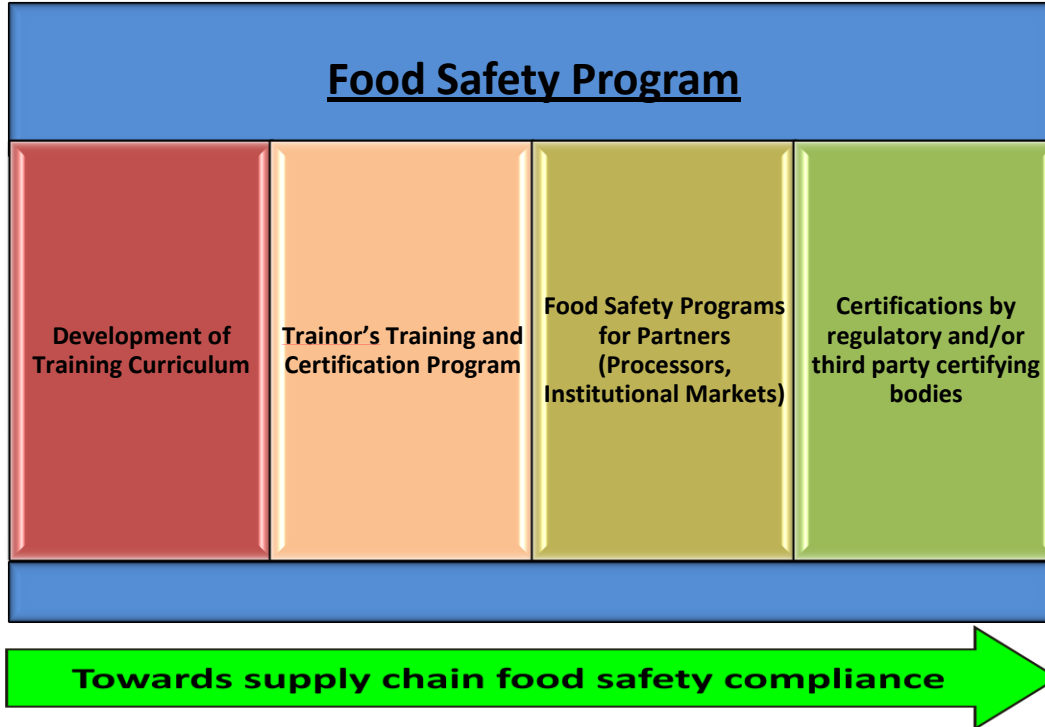 Food Safety Program
Development of
Training Curriculum
Trainor’s Training and
Certification Program
Food Safety Programs
for Partners
(Processors,
Institutional Markets)
Certifications by
regulatory and/or
third party certifying
bodies
Towards supply chain food safety compliance